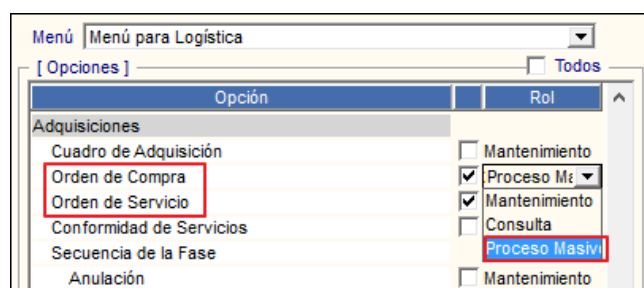 Menú Menú para Logística
[ Opciones ] Todos
Opción Rol
Adquisiciones
Cuadro de Adquisición Mantenimiento
Orden de Compra Proceso Ma
Orden de Servicio Mantenimiento
Conformidad de Servicios Consulta
Secuencia de la Fase Proceso Masiv
Anulación Mantenimiento